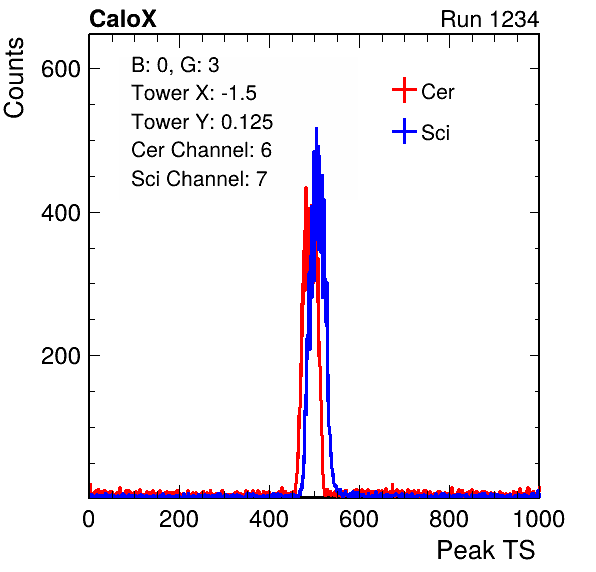 CaloX Run 1234
Counts
600
400
200
B: 0, G: 3
Tower X: -1.5
Tower Y: 0.125
Cer Channel: 6
Sci Channel: 7
Cer
Sci
0 200 400 600 800 1000
Peak TS